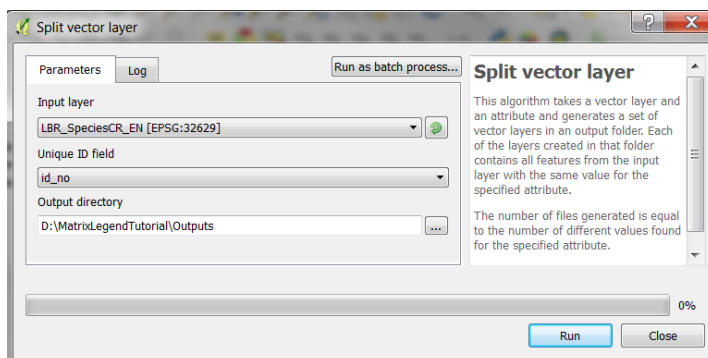 Split vector layer
Parameters
Log
Run as batch process...
Input layer
LBR_SpeciesCR_EN [EPSG:32629]
Unique ID field
id_no
Output directory
D:\MatrixLegendTutorial\Outputs
...
Split vector layer
This algorithm takes a vector layer and
an attribute and generates a set of
vector layers in an output folder. Each
of the layers created in that folder
contains all features from the input
layer with the same value for the
specified attribute.
The number of files generated is equal
to the number of different values found
for the specified attribute.
0%
Run
Close